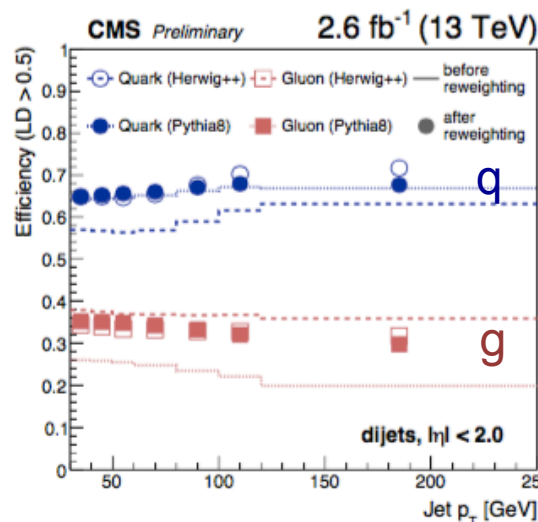 CMS Preliminary 2.6 fb⁻¹ (13 TeV)
Efficiency (LD > 0.5)
1
0.9
0.8
0.7
0.6
0.5
0.4
0.3
0.2
0.1
0
Quark (Herwig++) Gluon (Herwig++) before reweighting
Quark (Pythia8) Gluon (Pythia8) after reweighting
q
g
dijets, |η| < 2.0
50 100 150 200 25
Jet p_T [GeV]